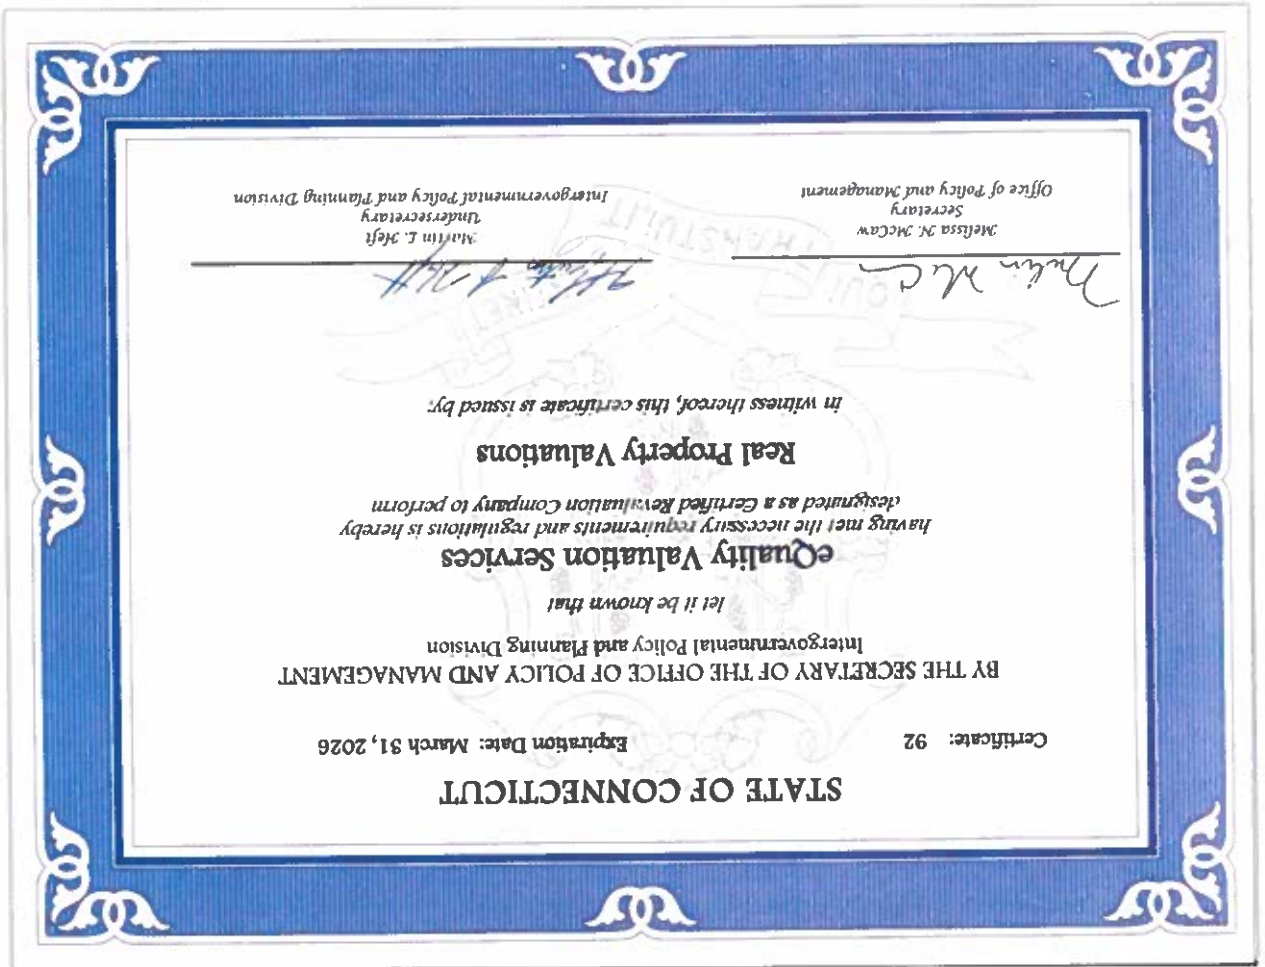 STATE OF CONNECTICUT
Certificate: 92 Expiration Date: March 31, 2026
BY THE SECRETARY OF THE OFFICE OF POLICY AND MANAGEMENT
Intergovernmental Policy and Planning Division
let it be known that
eQuality Valuation Services
having met the necessary requirements and regulations is hereby
designated as a Certified Revaluation Company to perform
Real Property Valuations
in witness thereof, this certificate is issued by:
Melissa N. McCaw
Secretary
Office of Policy and Management
Martin L. Heft
Undersecretary
Intergovernmental Policy and Planning Division
QUI TRANSTULIT